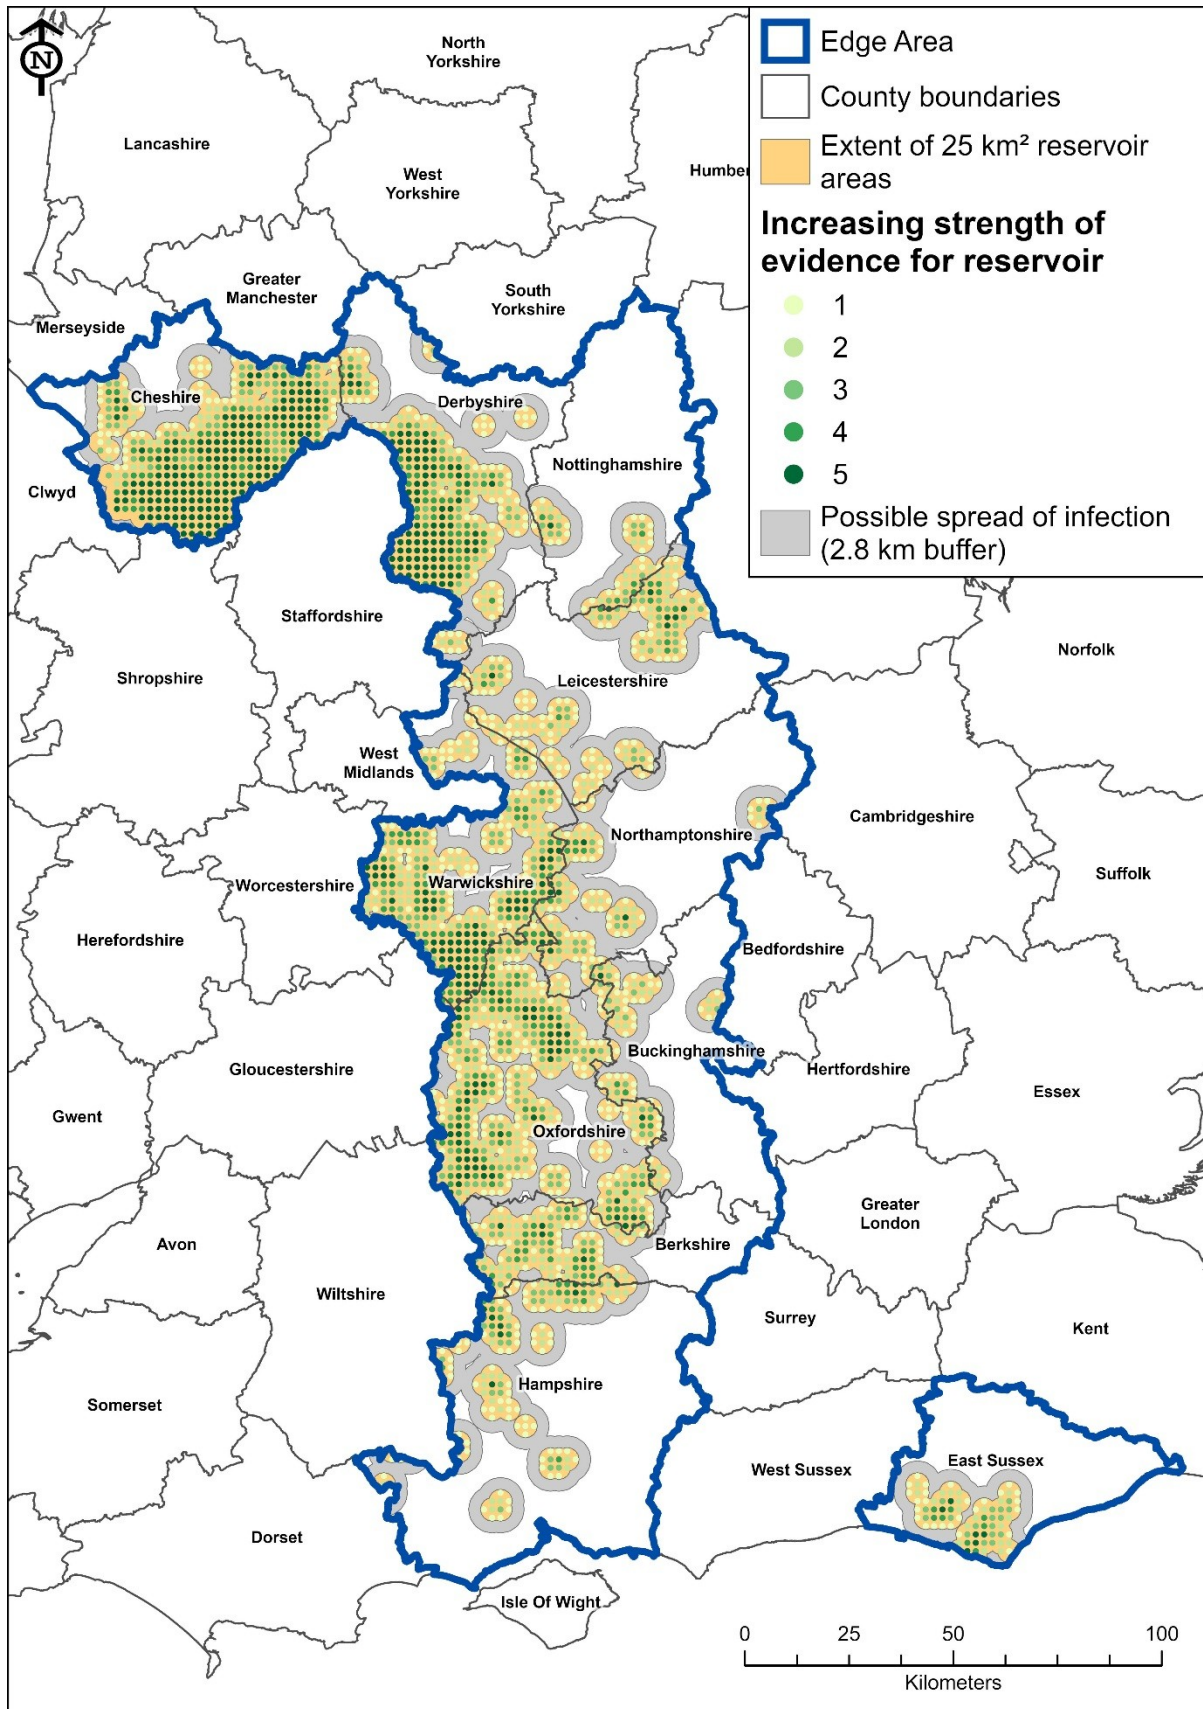 N
Edge Area
County boundaries
Extent of 25 km² reservoir
areas
Increasing strength of
evidence for reservoir
1
2
3
4
5
Possible spread of infection
(2.8 km buffer)
North
Yorkshire
Lancashire
West
Yorkshire
Humber
Greater
Manchester
South
Yorkshire
Merseyside
Cheshire
Derbyshire
Nottinghamshire
Clwyd
Staffordshire
Norfolk
Shropshire
Leicestershire
West
Midlands
Cambridgeshire
Northamptonshire
Suffolk
Worcestershire
Warwickshire
Herefordshire
Bedfordshire
Buckinghamshire
Gloucestershire
Hertfordshire
Essex
Gwent
Oxfordshire
Greater
London
Avon
Berkshire
Wiltshire
Surrey
Kent
Hampshire
Somerset
East Sussex
West Sussex
Dorset
Isle Of Wight
0
25
50
100
Kilometers